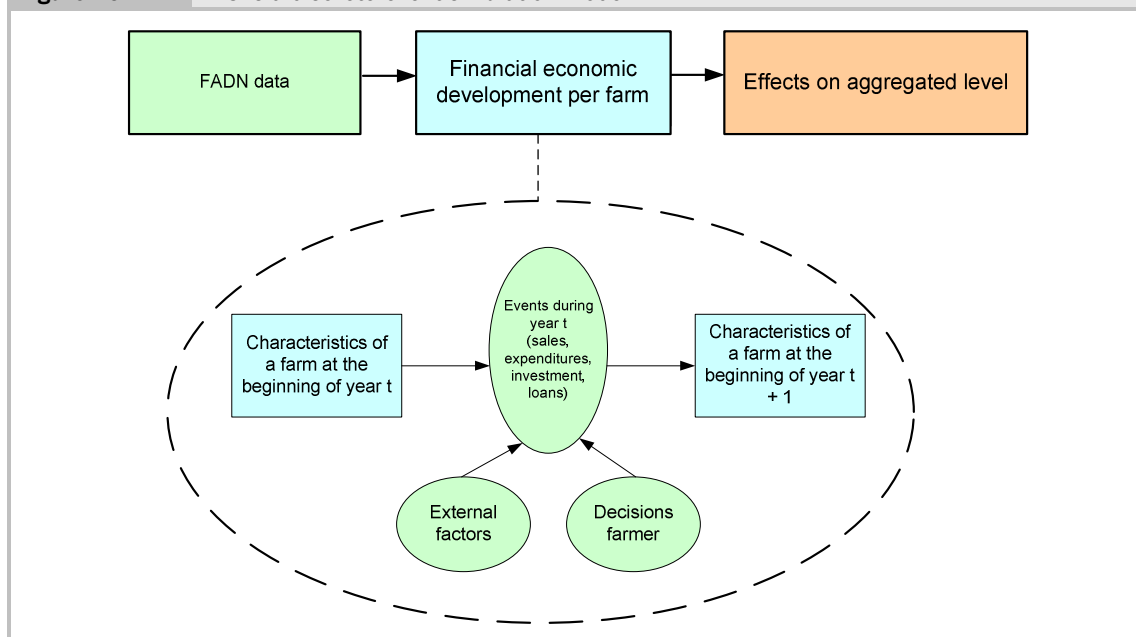 FADN data
Financial economic
development per farm
Effects on aggregated level
Events during
year t
(sales,
expenditures,
investment,
loans)
Characteristics of
a farm at the
beginning of year t
Characteristics of
a farm at the
beginning of year t
+ 1
External
factors
Decisions
farmer